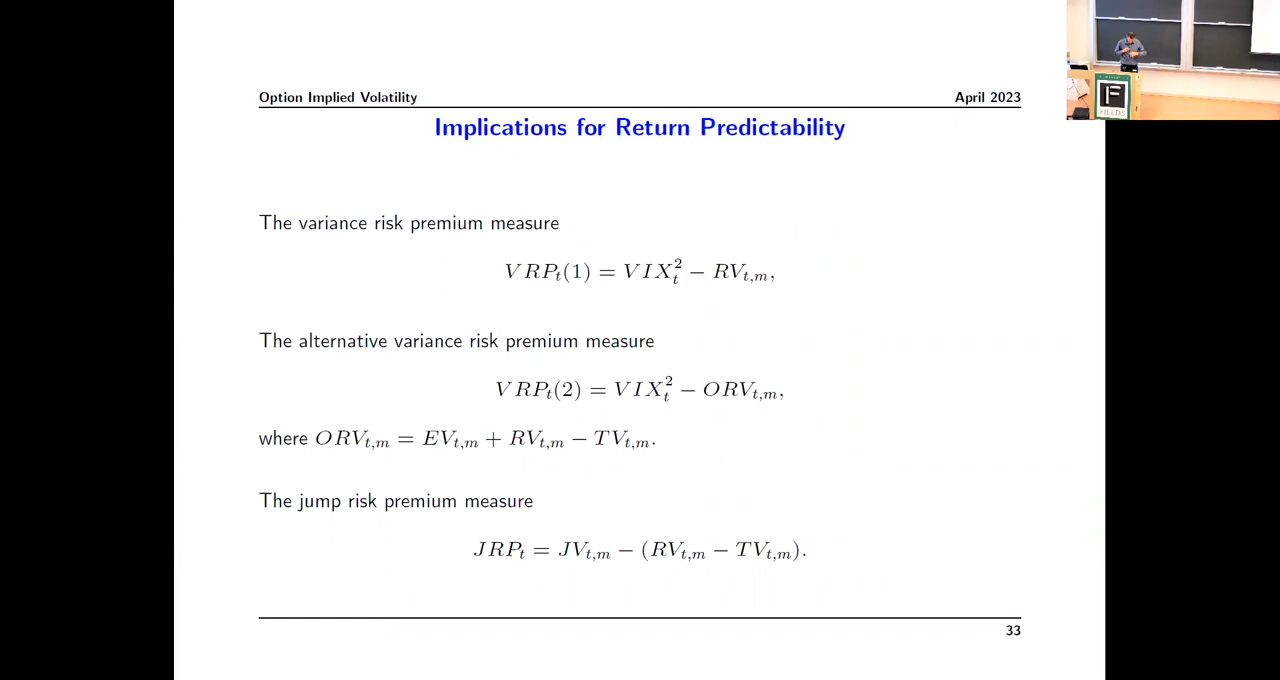 Option Implied Volatility April 2023
Implications for Return Predictability
The variance risk premium measure
VRP_t(1) = VIX_t^2 − RV_{t,m},
The alternative variance risk premium measure
VRP_t(2) = VIX_t^2 − ORV_{t,m},
where ORV_{t,m} = EV_{t,m} + RV_{t,m} − TV_{t,m}.
The jump risk premium measure
JRP_t = JV_{t,m} − (RV_{t,m} − TV_{t,m}).
33
F
FIELDS